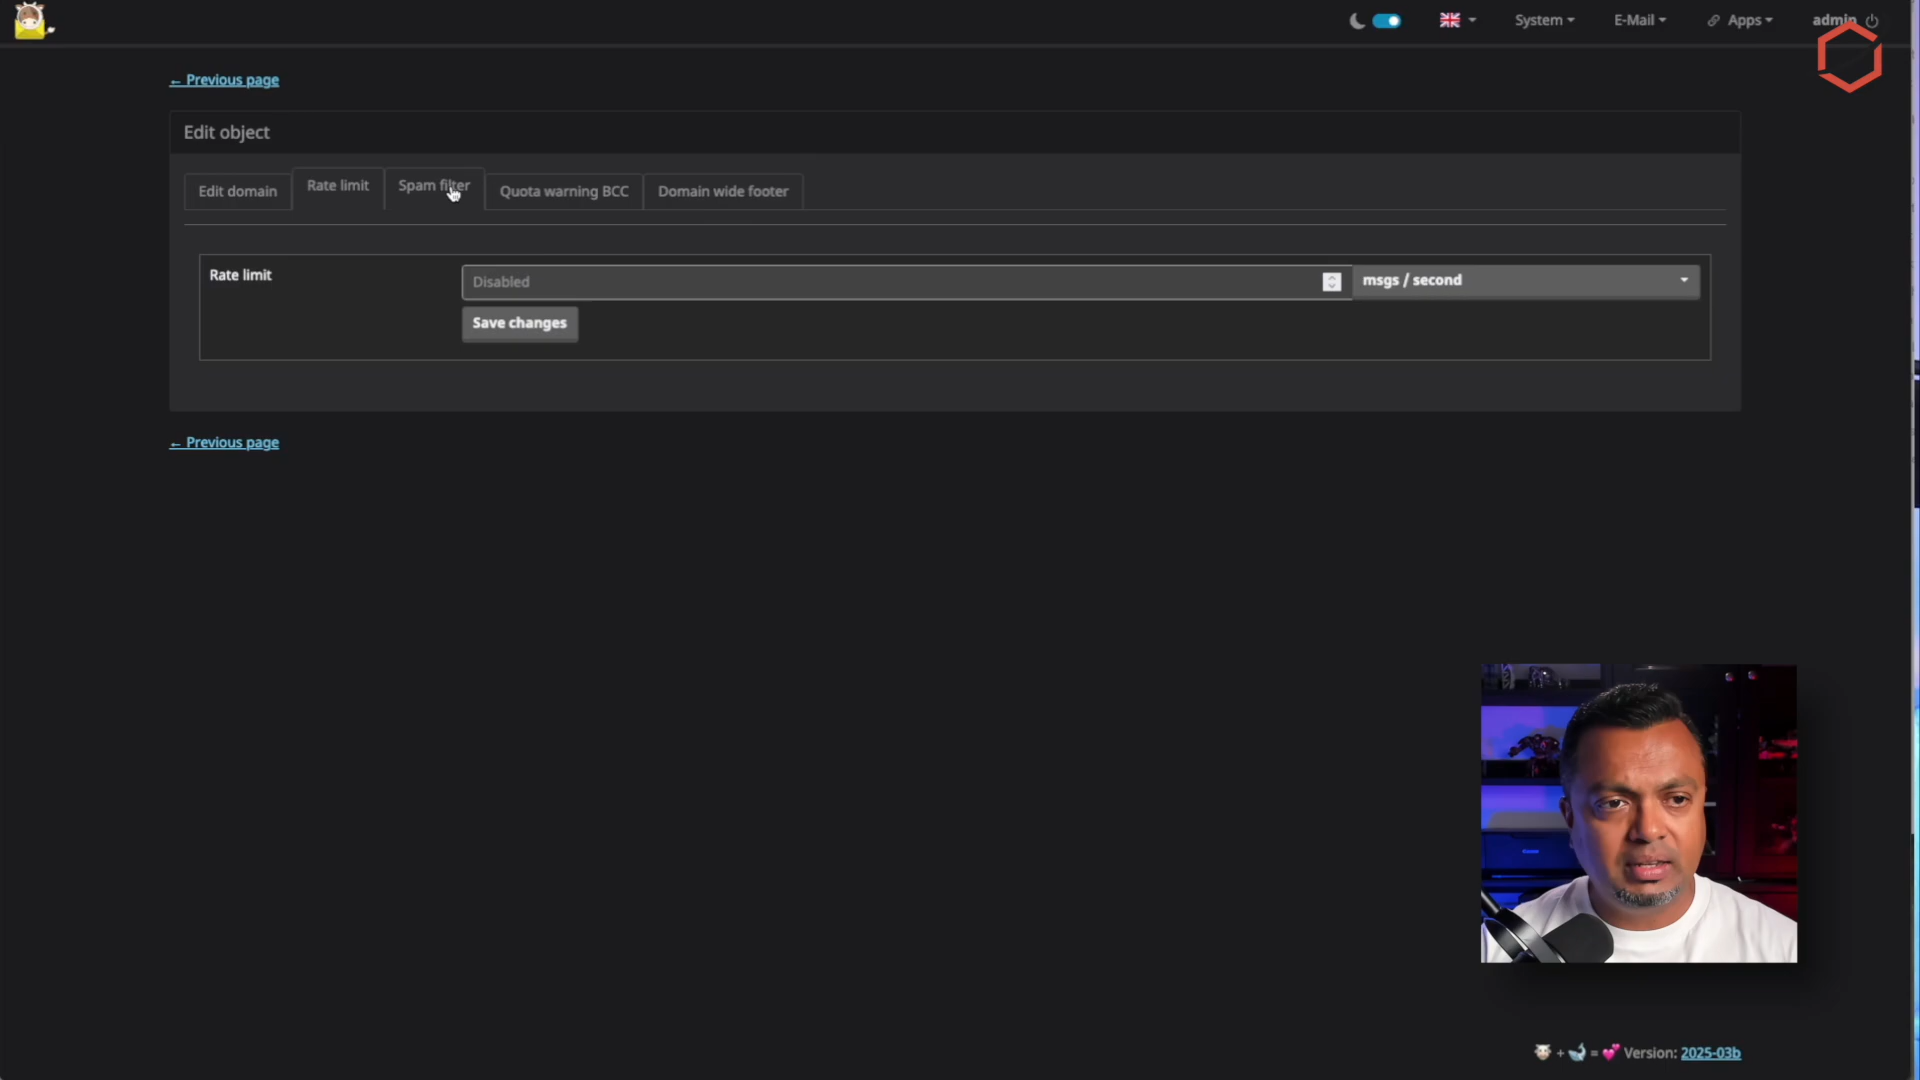 System
E-Mail
Apps
admin
← Previous page
Edit object
Edit domain
Rate limit
Spam filter
Quota warning BCC
Domain wide footer
Rate limit
Disabled
msgs / second
Save changes
← Previous page
+ = Version: 2025-03b